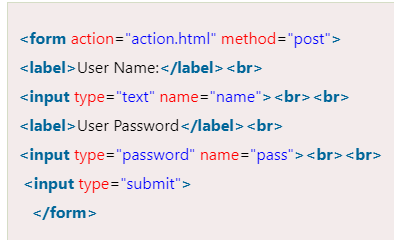 <form action="action.html" method="post">
<label>User Name:</label><br>
<input type="text" name="name"><br><br>
<label>User Password</label><br>
<input type="password" name="pass"><br><br>
<input type="submit">
</form>